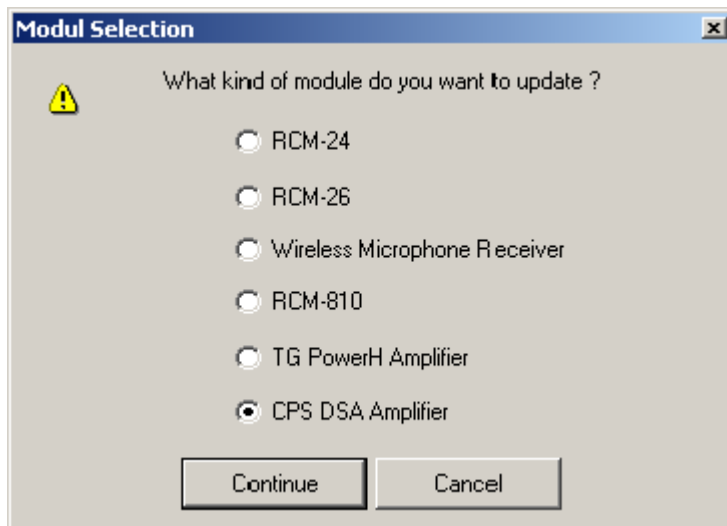 Modul Selection
What kind of module do you want to update ?
RCM-24
RCM-26
Wireless Microphone Receiver
RCM-810
TG PowerH Amplifier
CPS DSA Amplifier
Continue
Cancel